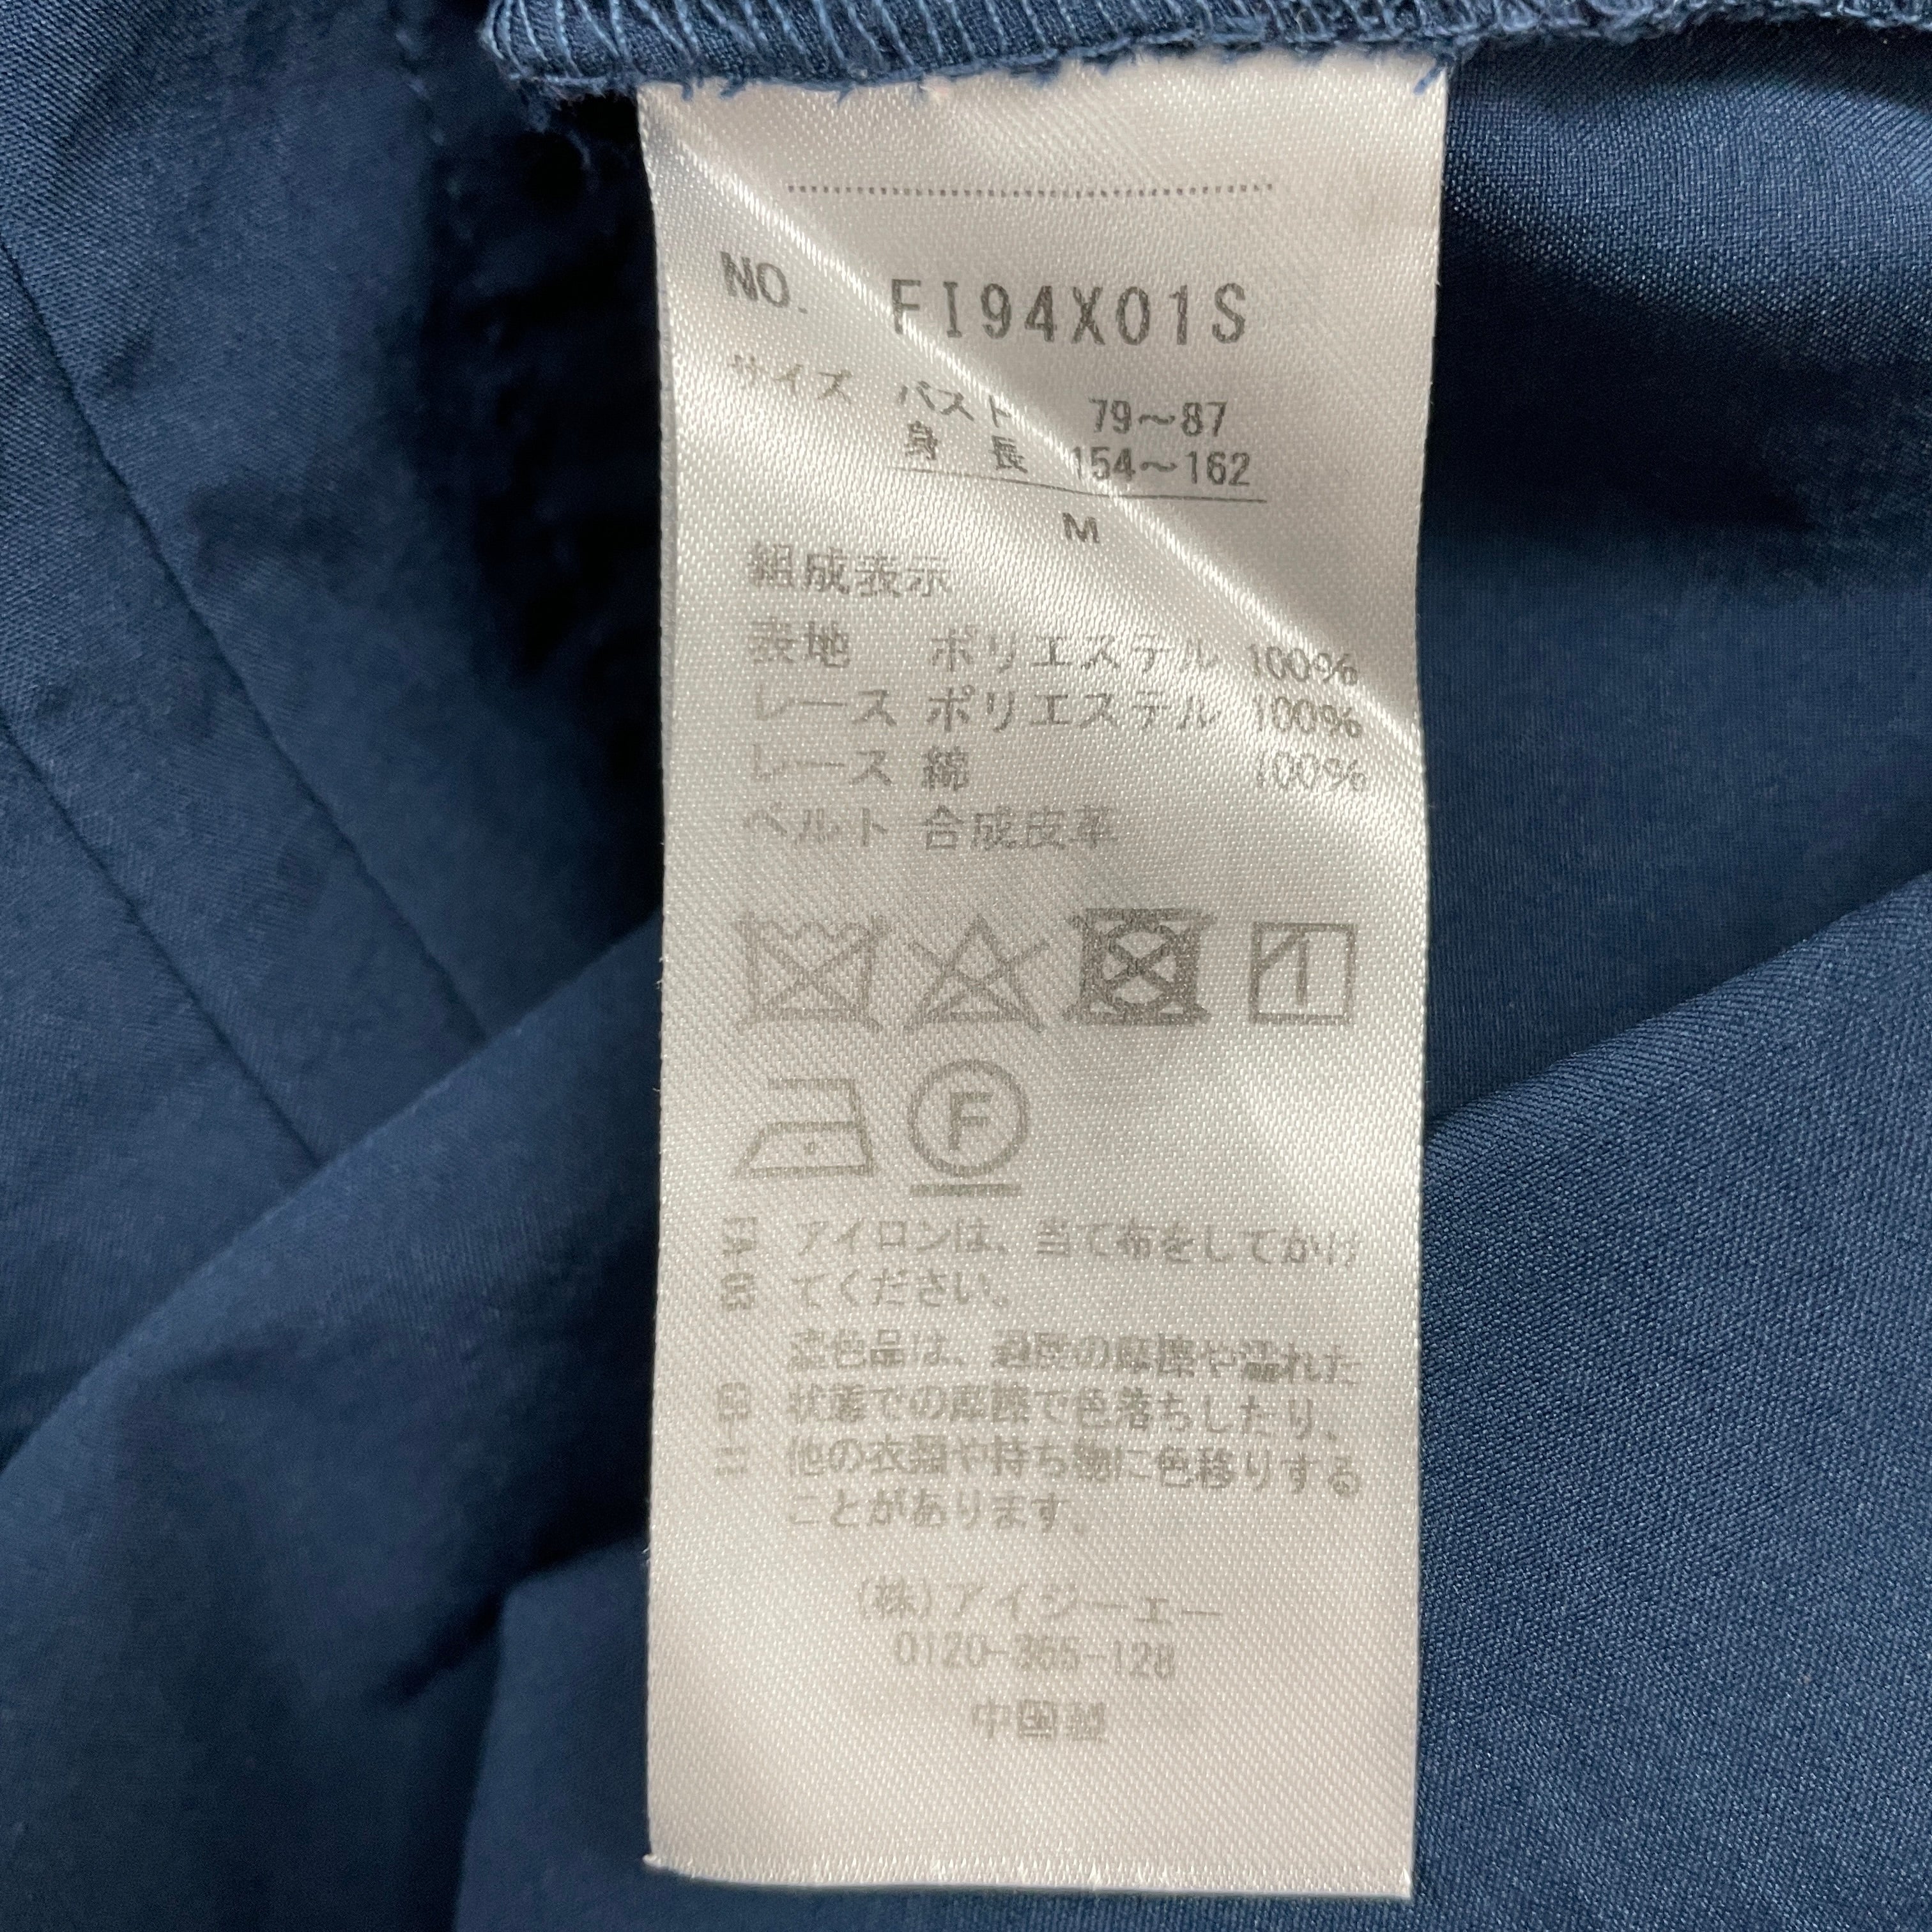 NO. FI94X01S
サイズ バスト 79～87
身 長 154～162
M
組成表示
表地 ポリエステル 100%
レース ポリエステル 100%
レース 綿 100%
ベルト 合成皮革
F
アイロンは、当て布をしてかけ
てください。
濃色品は、過度の摩擦や濡れた
状態での摩擦で色落ちしたり、
他の衣類や持ち物に色移りする
ことがあります。
(株)アイジーエー
0120-365-128
中国製